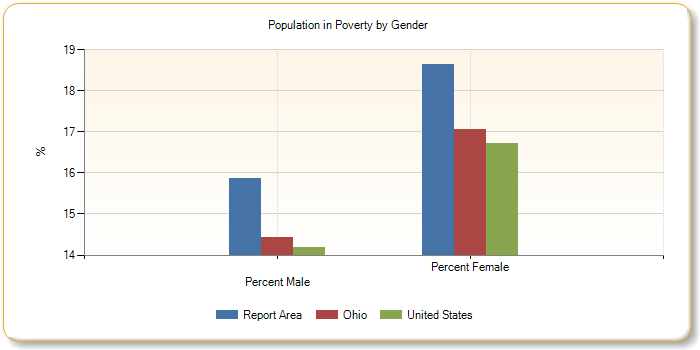 Population in Poverty by Gender
19
18
17
16
15
14
%
Percent Male
Percent Female
Report Area Ohio United States